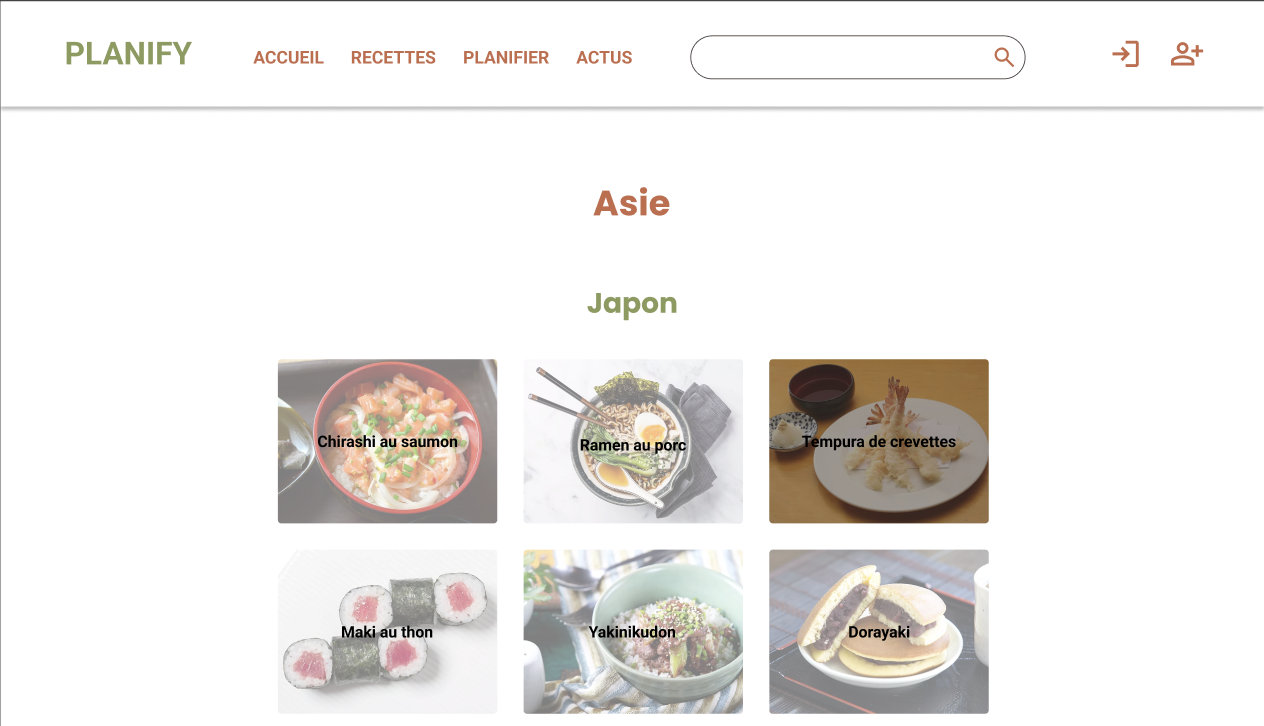 PLANIFY
ACCUEIL RECETTES PLANIFIER ACTUS
Asie
Japon
Chirashi au saumon
Ramen au porc
Tempura de crevettes
Maki au thon
Yakinikudon
Dorayaki